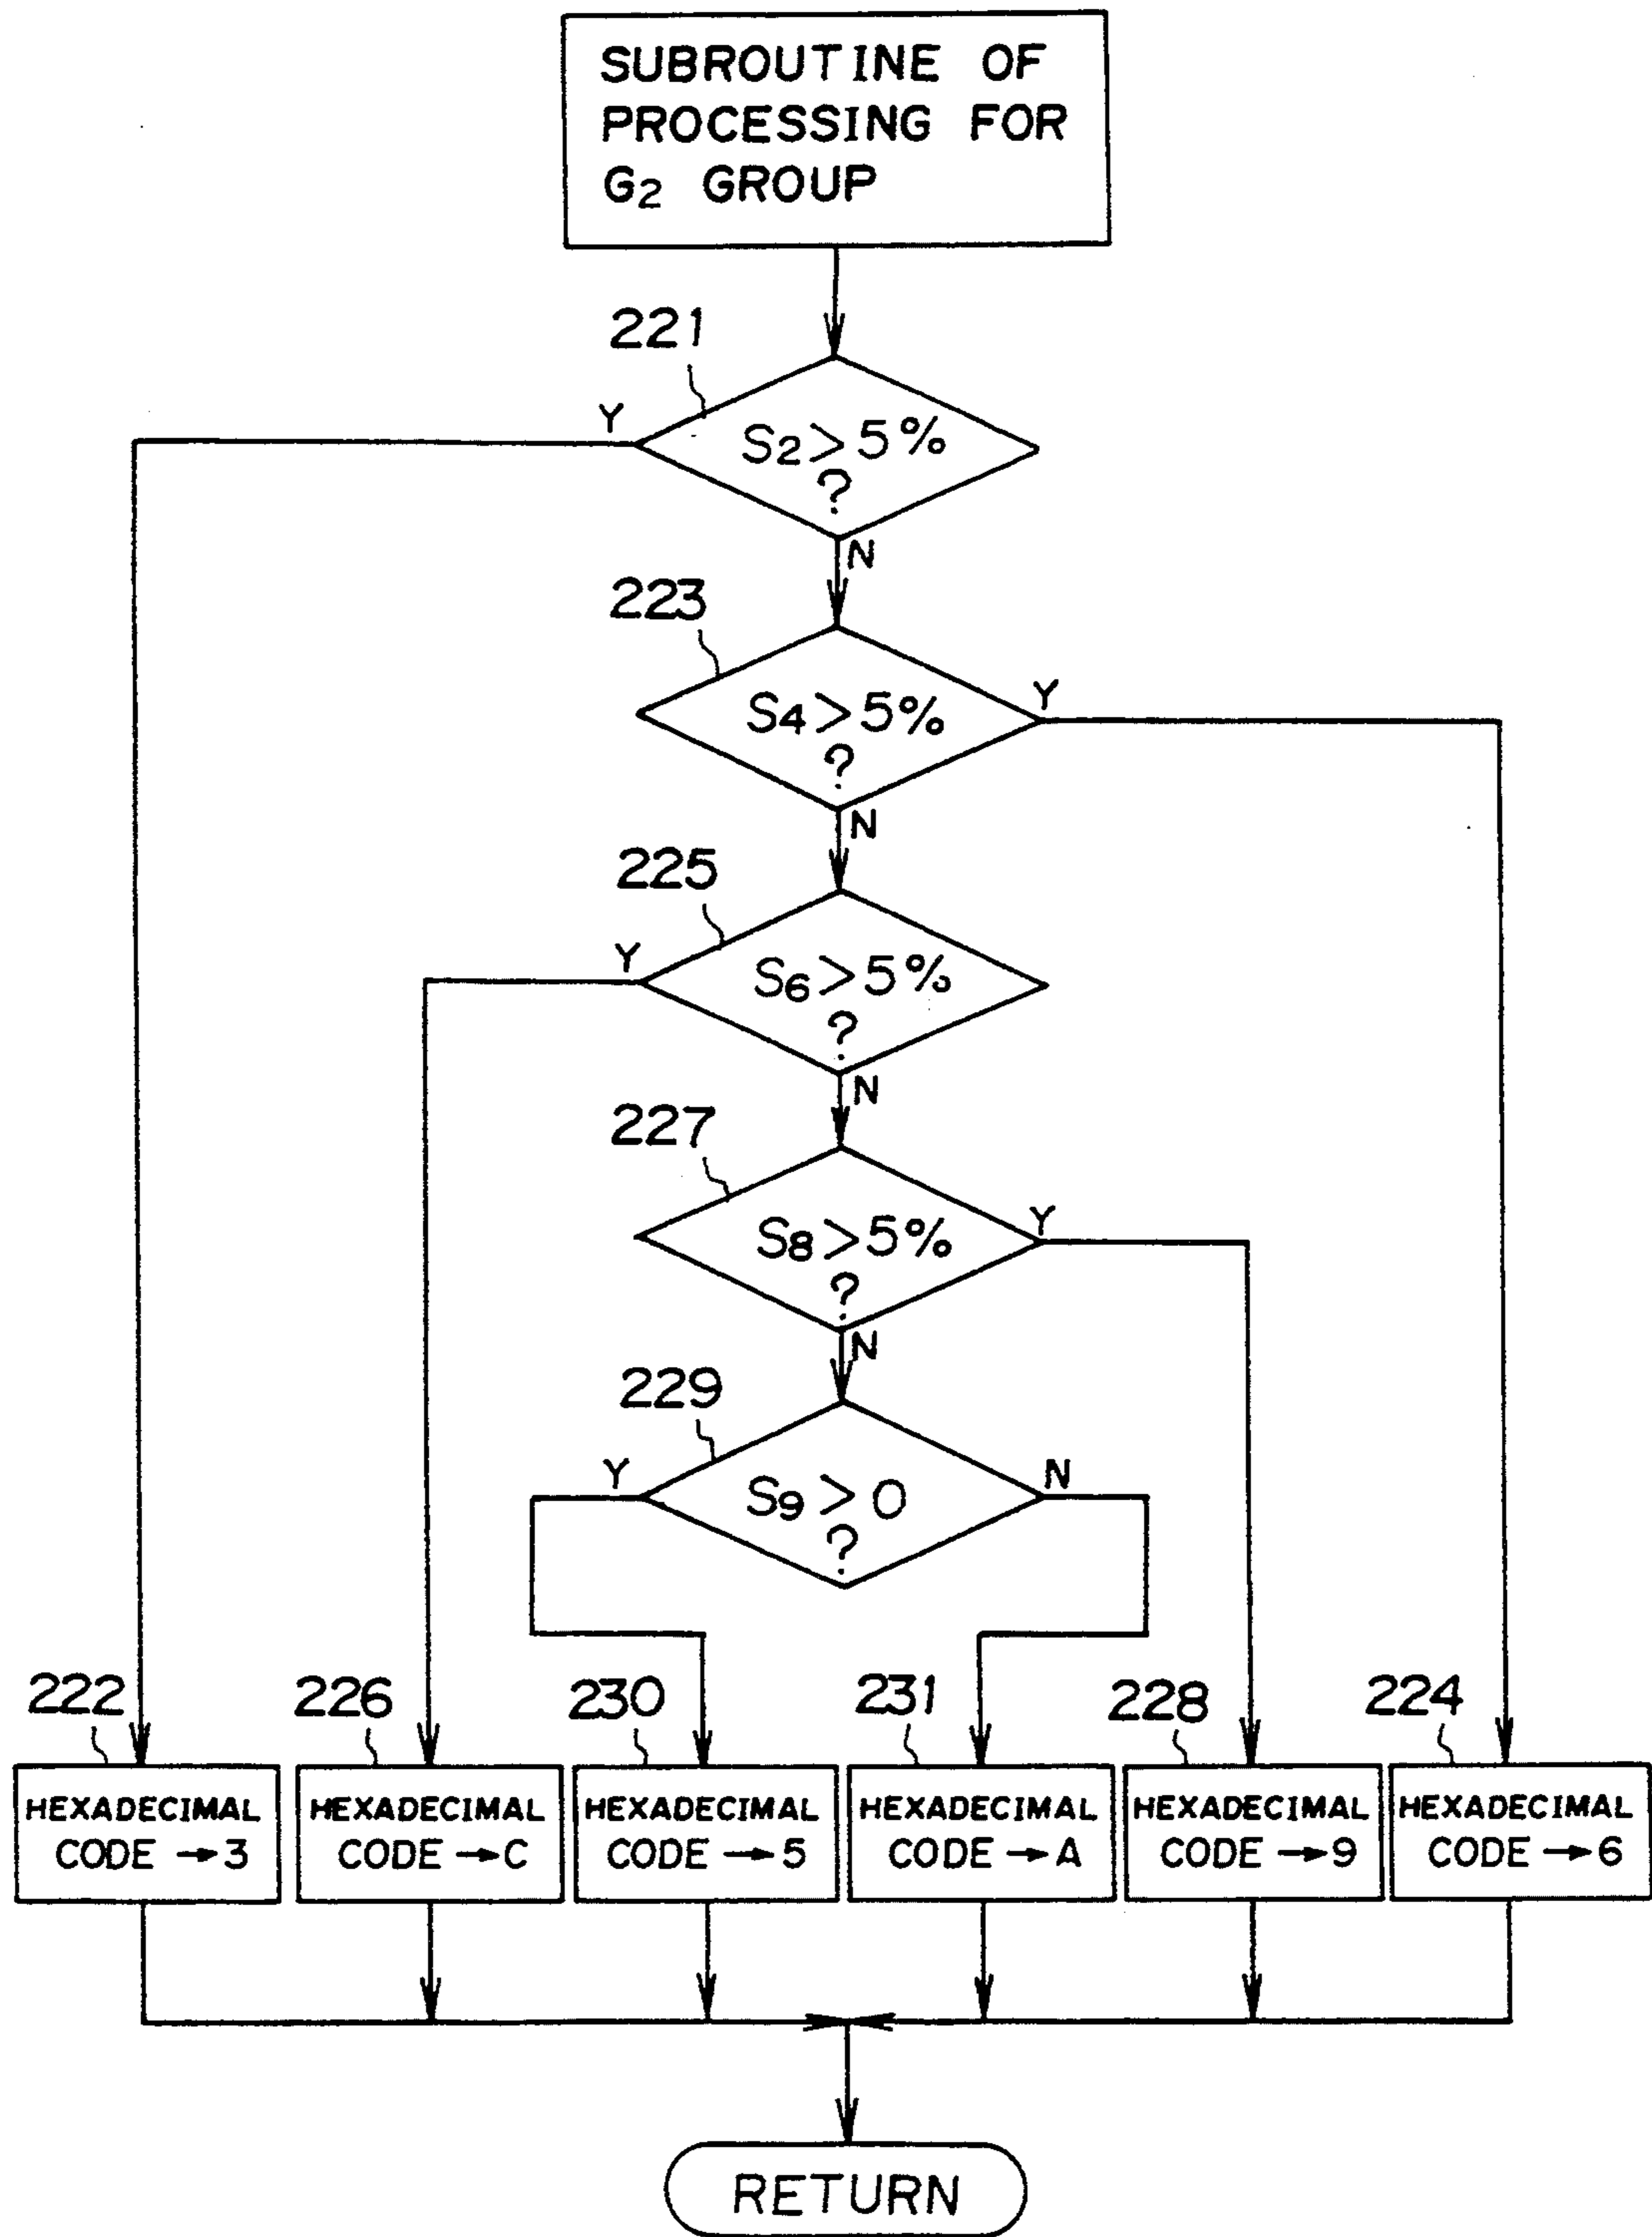 SUBROUTINE OF
PROCESSING FOR
G2 GROUP
221
Y
S2 > 5%
?
N
223
S4 > 5%
?
Y
N
225
Y
S6 > 5%
?
N
227
S8 > 5%
?
Y
N
229
Y
S9 > 0
?
N
222
226
230
231
228
224
HEXADECIMAL
CODE → 3
HEXADECIMAL
CODE → C
HEXADECIMAL
CODE → 5
HEXADECIMAL
CODE → A
HEXADECIMAL
CODE → 9
HEXADECIMAL
CODE → 6
RETURN